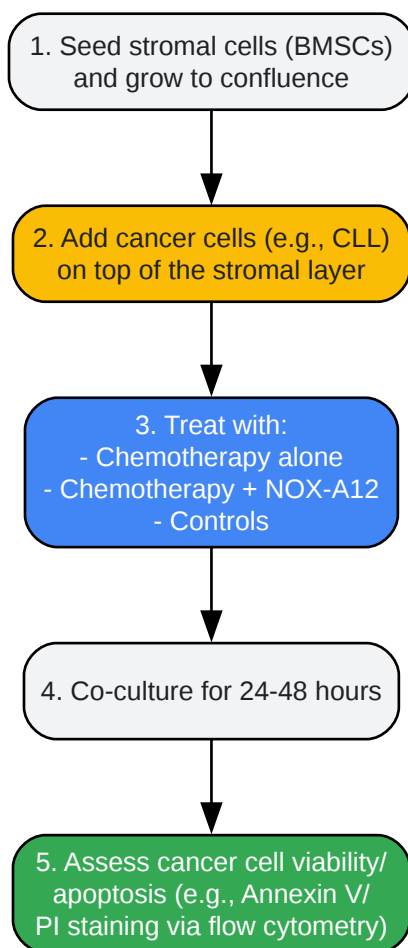 1. Seed stromal cells (BMSCs)
and grow to confluence
2. Add cancer cells (e.g., CLL)
on top of the stromal layer
3. Treat with:
- Chemotherapy alone
- Chemotherapy + NOX-A12
- Controls
4. Co-culture for 24-48 hours
5. Assess cancer cell viability/
apoptosis (e.g., Annexin V/
PI staining via flow cytometry)